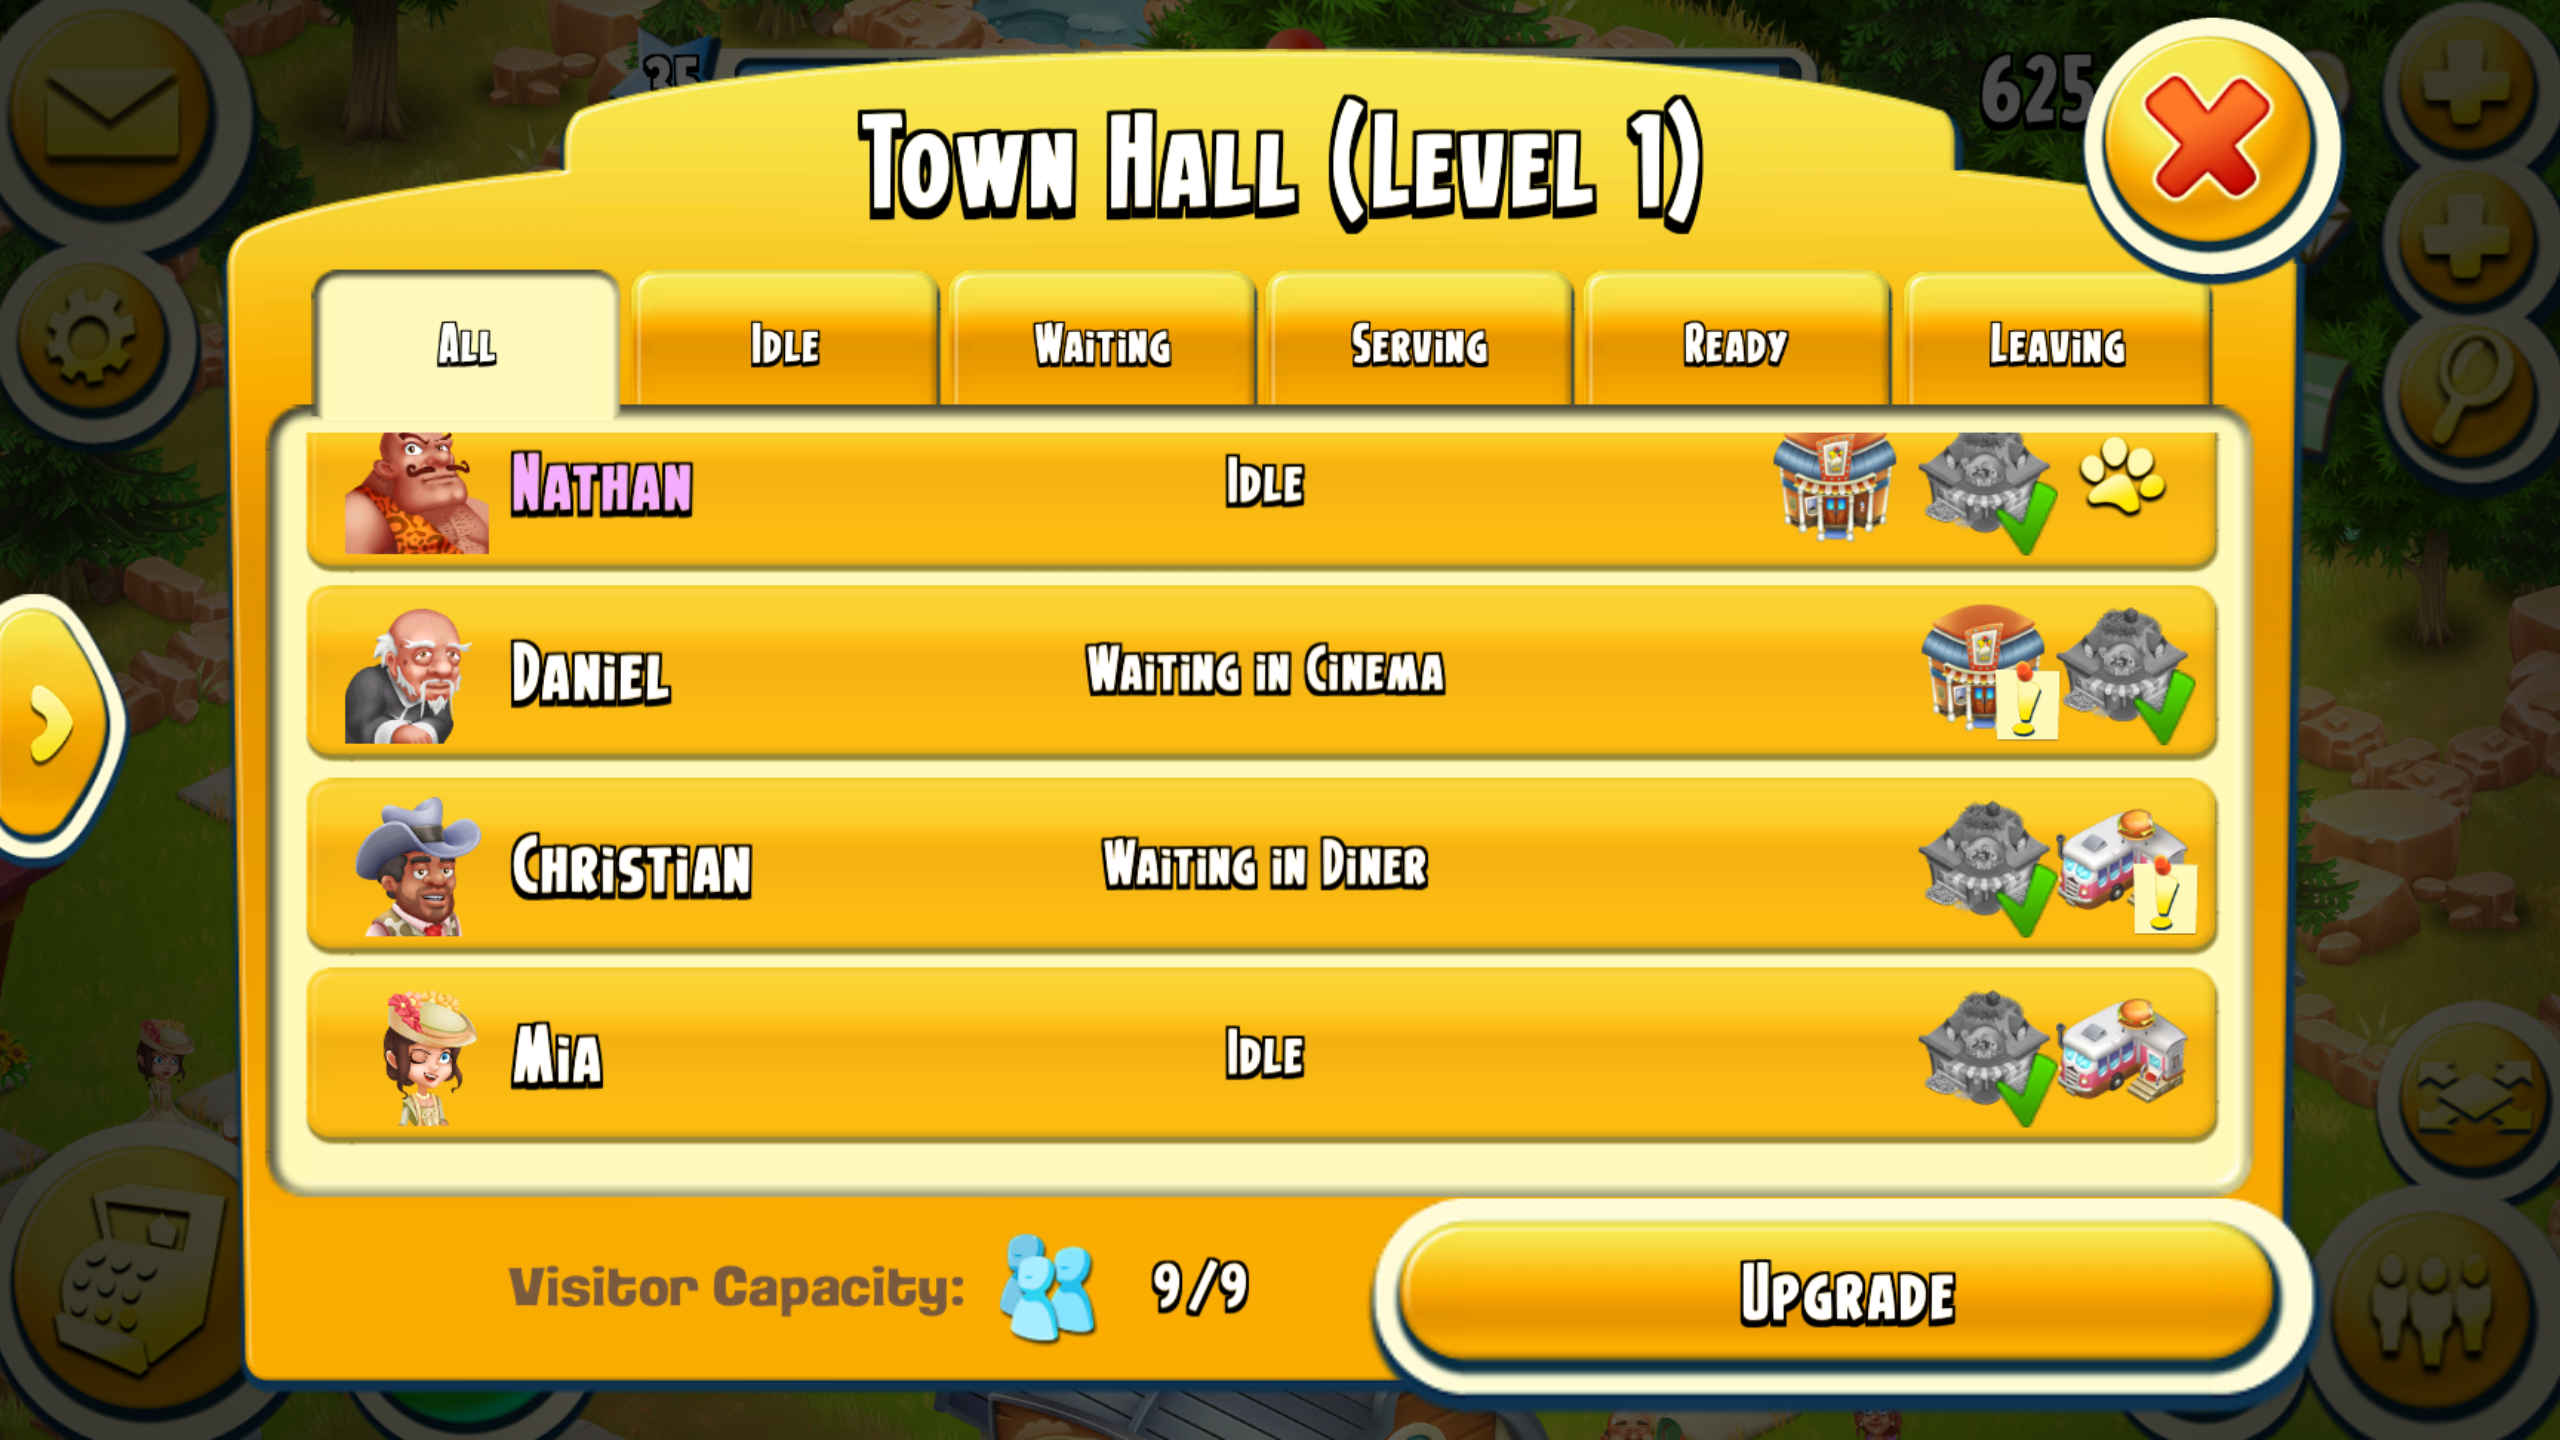 35
625
Town Hall (Level 1)
All
Idle
Waiting
Serving
Ready
Leaving
Nathan
Idle
Daniel
Waiting in Cinema
Christian
Waiting in Diner
Mia
Idle
Visitor Capacity:
9/9
Upgrade